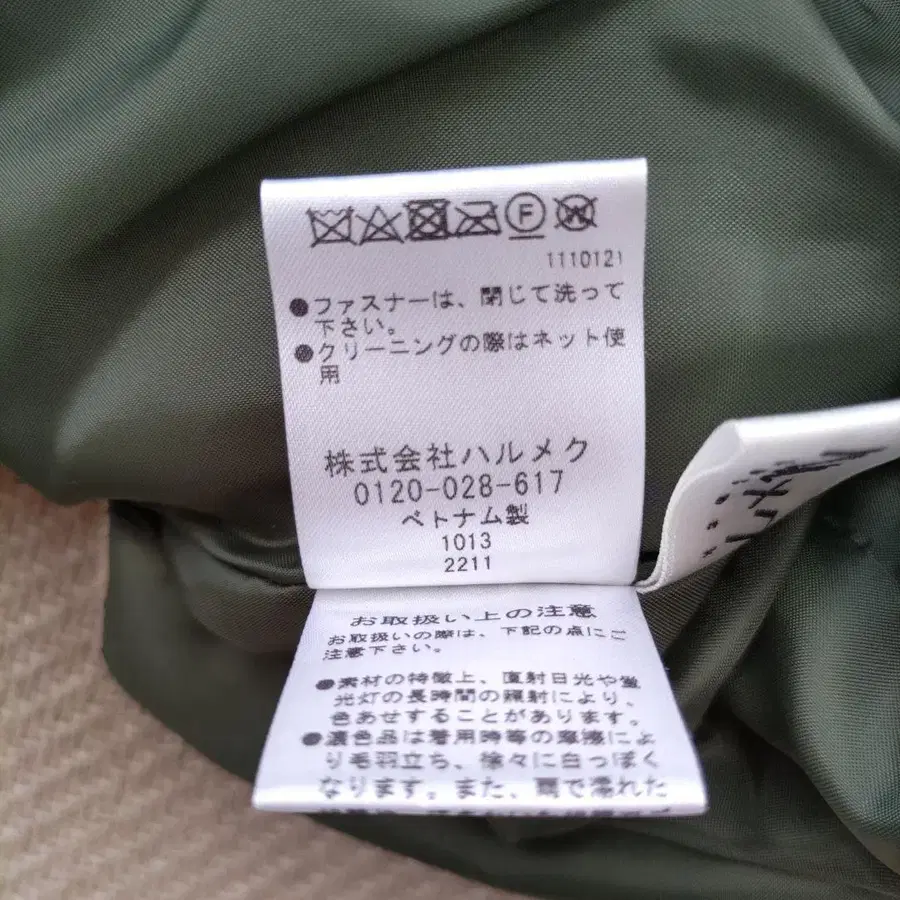 F W
1110121
●ファスナーは、閉じて洗って
下さい。
●クリーニングの際はネット使
用
株式会社ハルメク
0120-028-617
ベトナム製
1013
2211
お取扱い上の注意
お取扱いの際は、下記の点にご
注意下さい。
●素材の特徴上、直射日光や蛍
光灯の長時間の照射により、
色あせすることがあります。
●濃色品は着用時等の摩擦によ
り毛羽立ち、徐々に白っぽく
なります。また、雨で濡れた